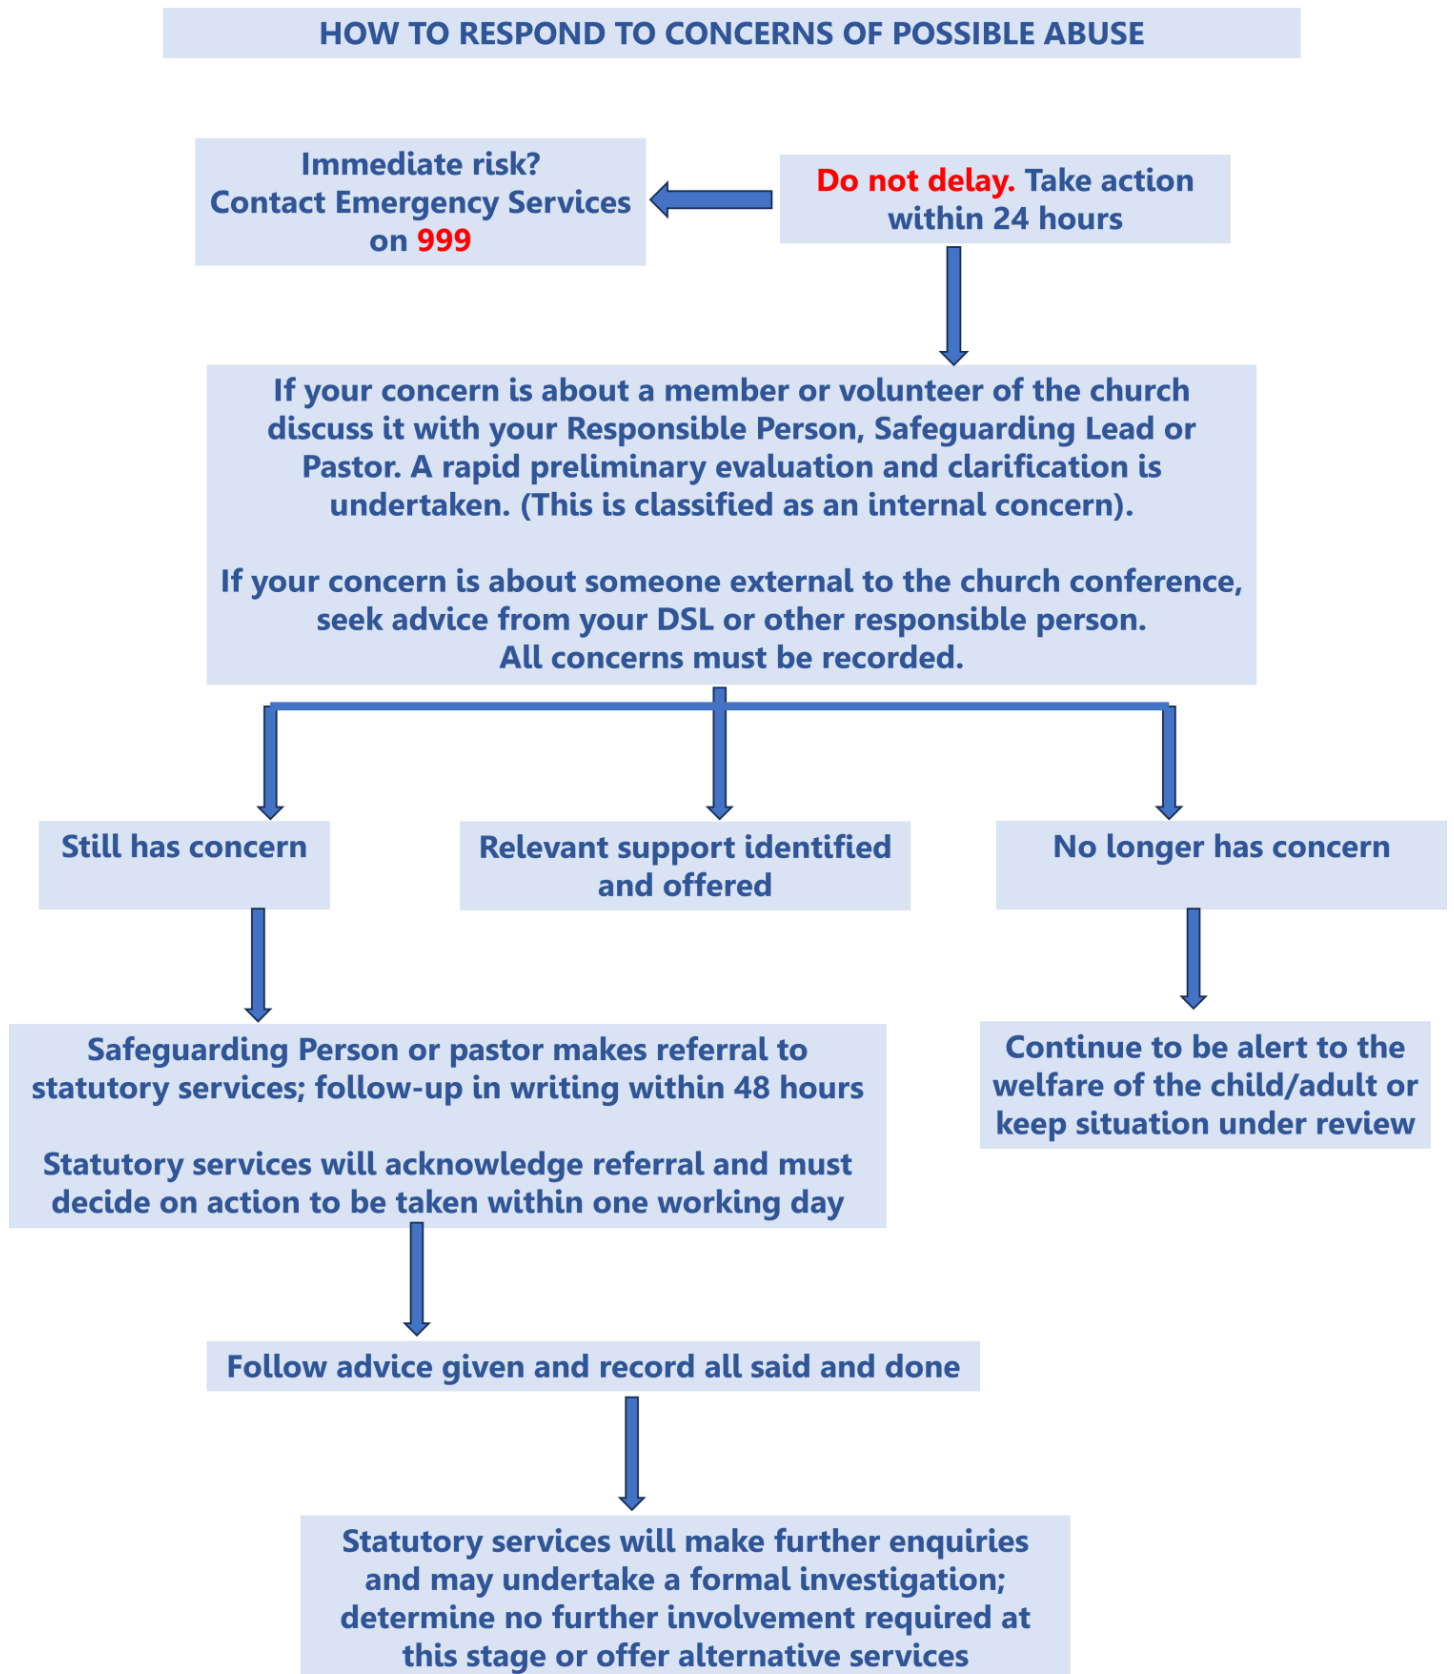 HOW TO RESPOND TO CONCERNS OF POSSIBLE ABUSE
Immediate risk?
Contact Emergency Services
on 999
Do not delay. Take action
within 24 hours
If your concern is about a member or volunteer of the church
discuss it with your Responsible Person, Safeguarding Lead or
Pastor. A rapid preliminary evaluation and clarification is
undertaken. (This is classified as an internal concern).
If your concern is about someone external to the church conference,
seek advice from your DSL or other responsible person.
All concerns must be recorded.
Still has concern
Relevant support identified
and offered
No longer has concern
Safeguarding Person or pastor makes referral to
statutory services; follow-up in writing within 48 hours
Statutory services will acknowledge referral and must
decide on action to be taken within one working day
Continue to be alert to the
welfare of the child/adult or
keep situation under review
Follow advice given and record all said and done
Statutory services will make further enquiries
and may undertake a formal investigation;
determine no further involvement required at
this stage or offer alternative services